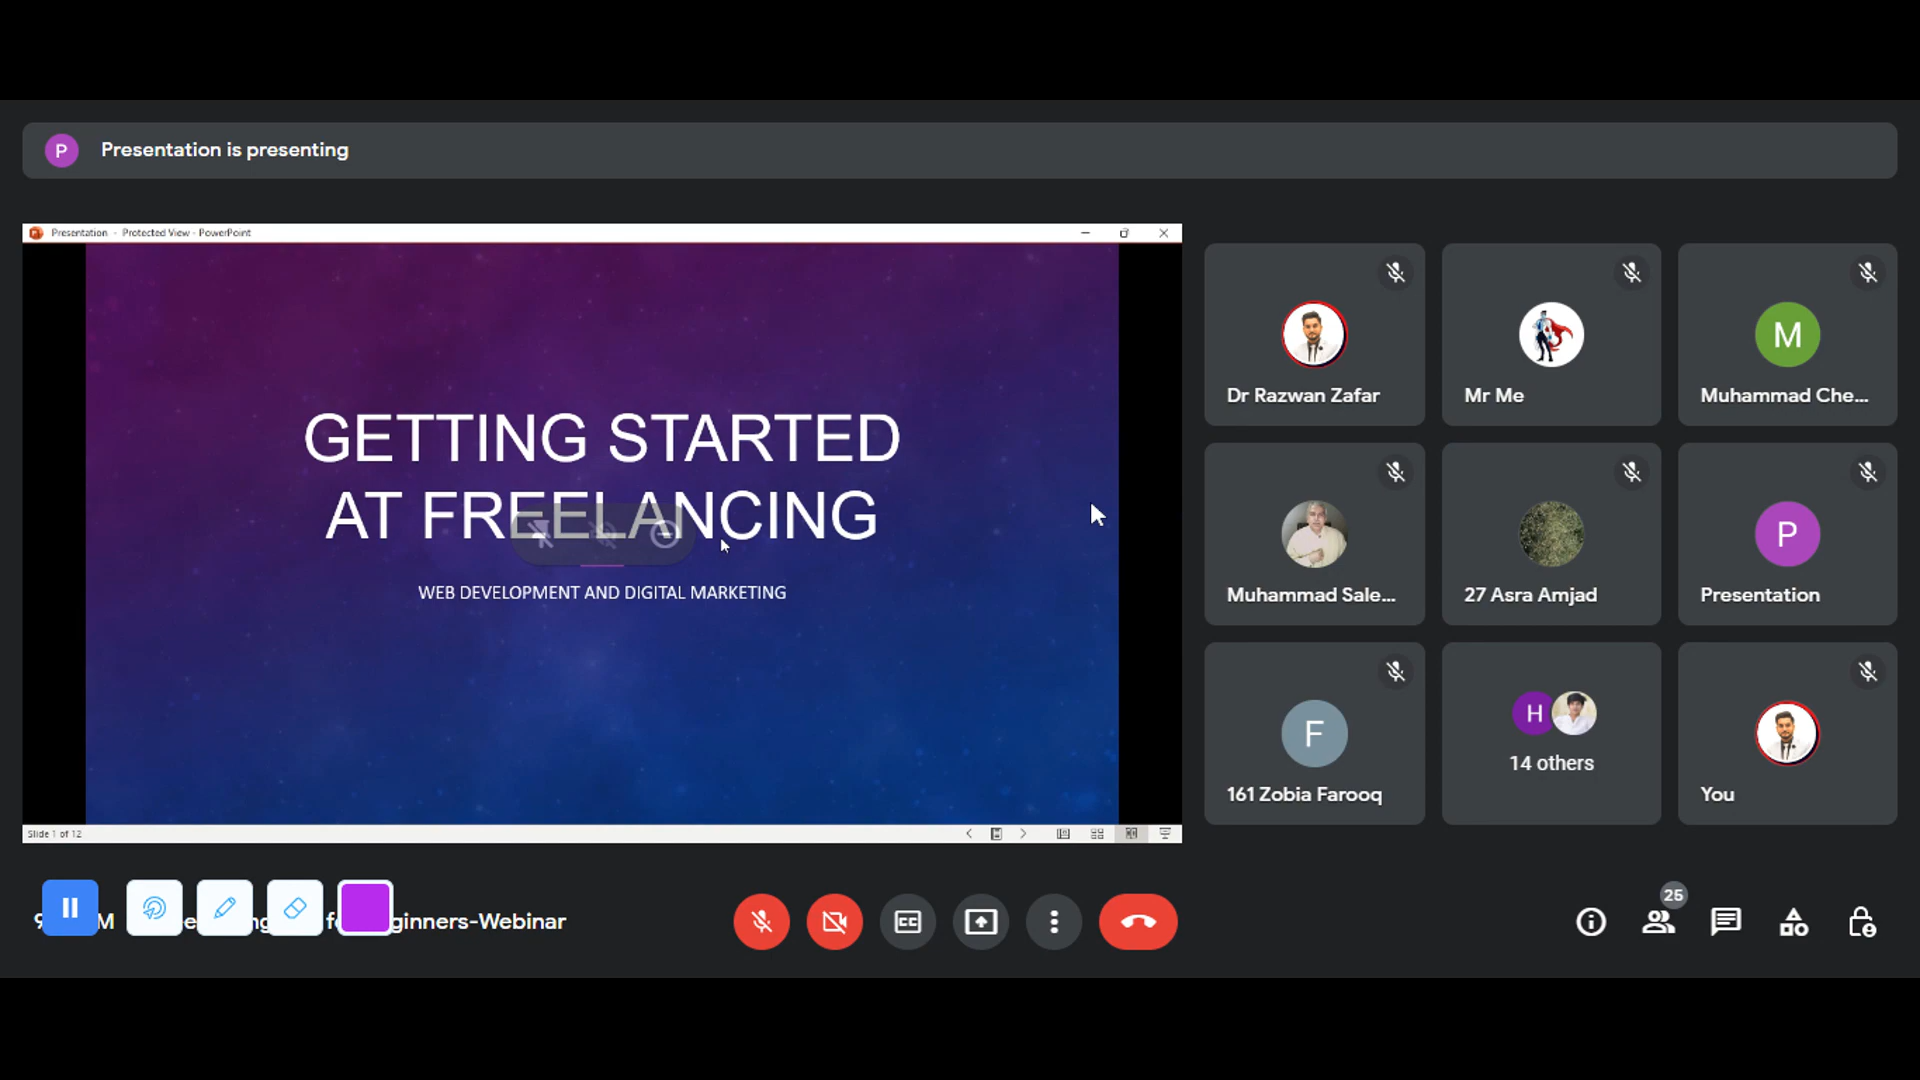 P Presentation is presenting
Presentation - Protected View - PowerPoint
GETTING STARTED
AT FREELANCING
WEB DEVELOPMENT AND DIGITAL MARKETING
Slide 1 of 12
Dr Razwan Zafar
Mr Me
M
Muhammad Che...
Muhammad Sale...
27 Asra Amjad
P
Presentation
F
161 Zobia Farooq
H
14 others
You
ginners-Webinar
CC
25